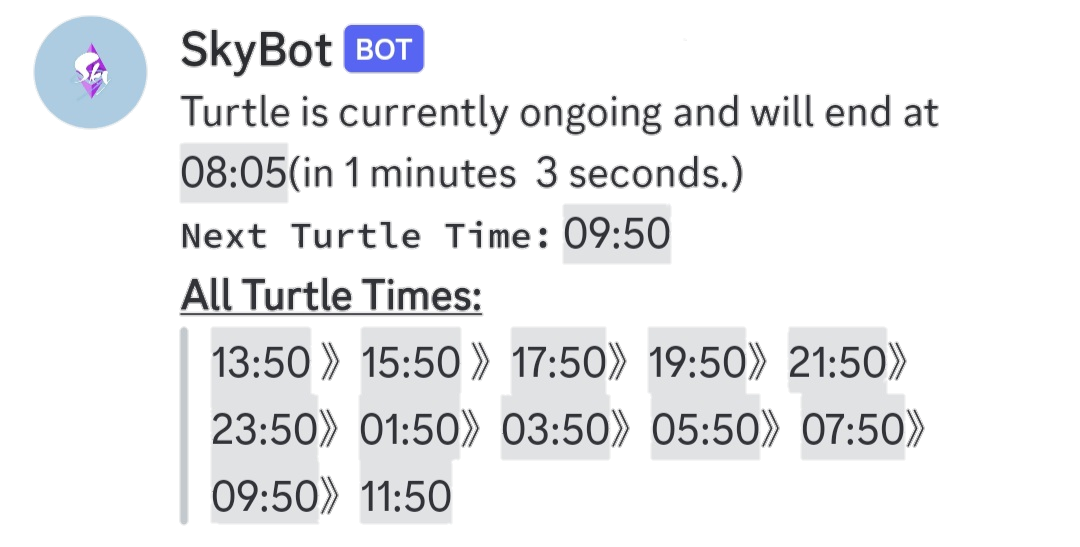 SkyBot BOT
Turtle is currently ongoing and will end at
08:05(in 1 minutes  3 seconds.)
Next Turtle Time: 09:50
All Turtle Times:
13:50 》 15:50 》 17:50》 19:50》 21:50》
23:50》 01:50》 03:50》 05:50》 07:50》
09:50》 11:50